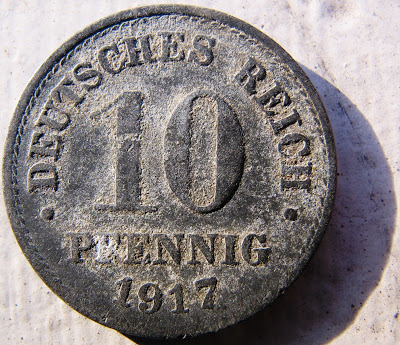 · DEUTSCHES REICH ·
10
PFENNIG
1917